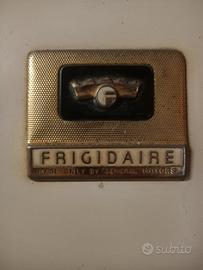 F
FRIGIDAIRE
MADE ONLY BY GENERAL MOTORS
subito